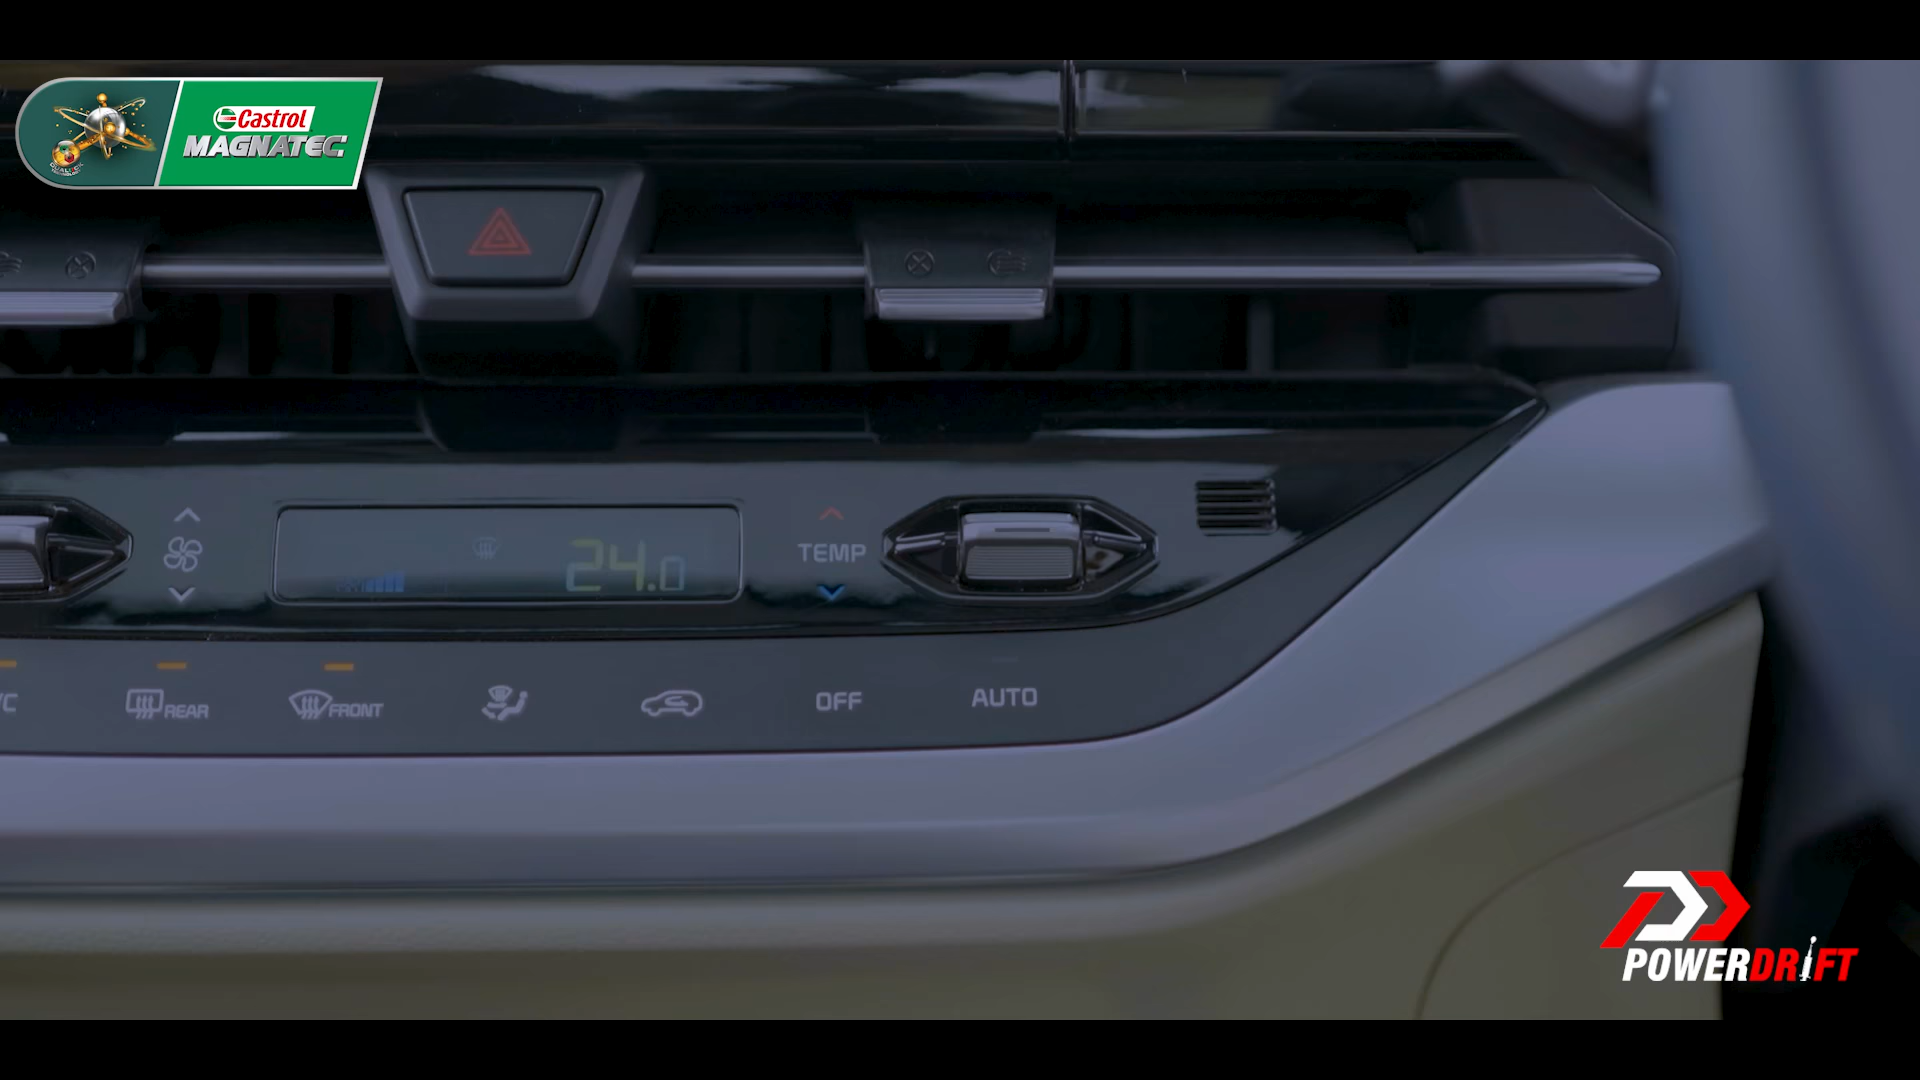 Castrol
MAGNATEC
24.0
TEMP
REAR
FRONT
OFF
AUTO
POWERDRIFT